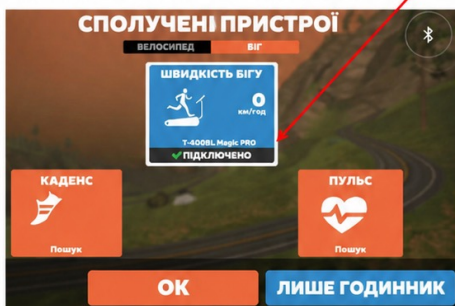 СПОЛУЧЕНІ ПРИСТРОЇ
ВЕЛОСИПЕД БІГ
ШВИДКІСТЬ БІГУ
0
км/год
T-400BL Magic PRO
ПІДКЛЮЧЕНО
КАДЕНС
Пошук
ПУЛЬС
Пошук
ОК
ЛИШЕ ГОДИННИК